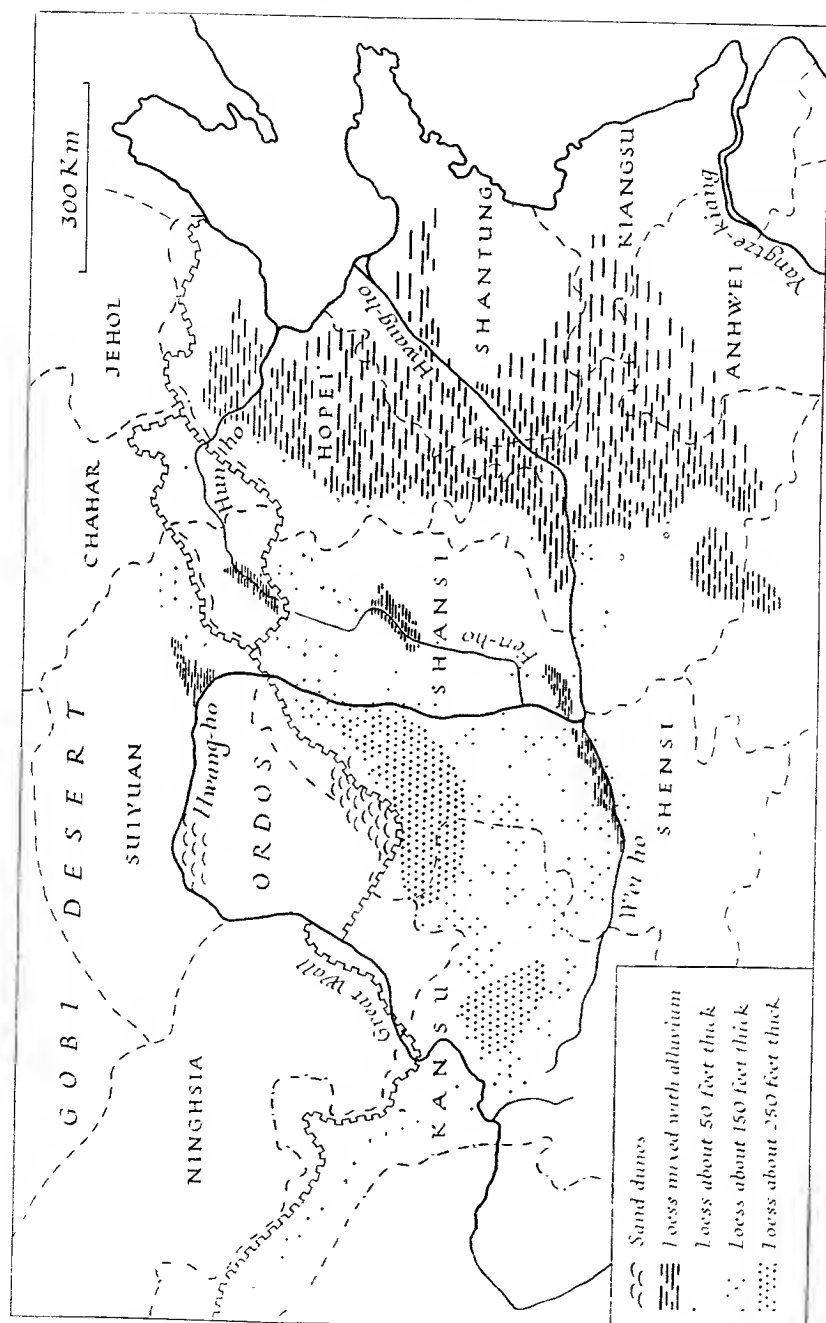 GOBI DESERT
NINGHSIA
SUIYUAN
CHAHAR
JEHOL
300 Km
Hwang-ho
ORDOS
Great Wall
KANSU
Hun-ho
HOPEI
SHANSI
Fen-ho
Hwang-ho
SHANTUNG
KIANGSU
ANHWEI
Yangtze-kiang
Wei ho
SHENSI
Sand dunes
Loess mixed with alluvium
Loess about 50 feet thick
Loess about 150 feet thick
Loess about 250 feet thick